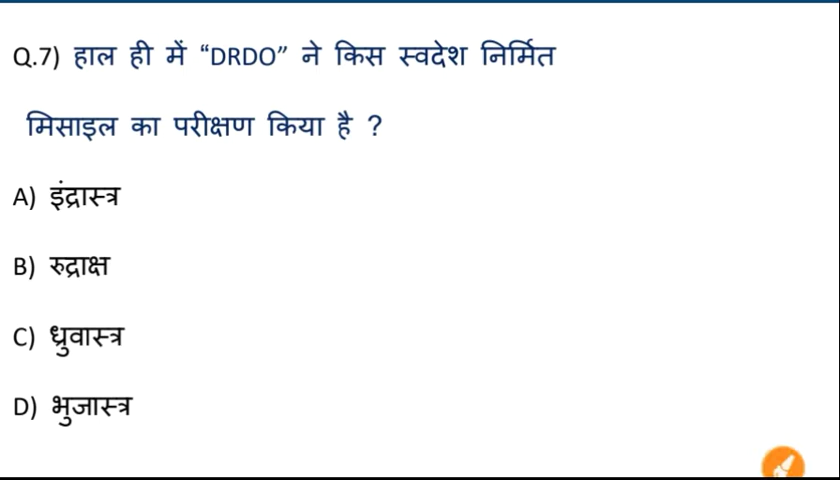 Q.7) हाल ही में “DRDO” ने किस स्वदेश निर्मित
मिसाइल का परीक्षण किया है ?
A) इंद्रास्त्र
B) रुद्राक्ष
C) ध्रुवास्त्र
D) भुजास्त्र